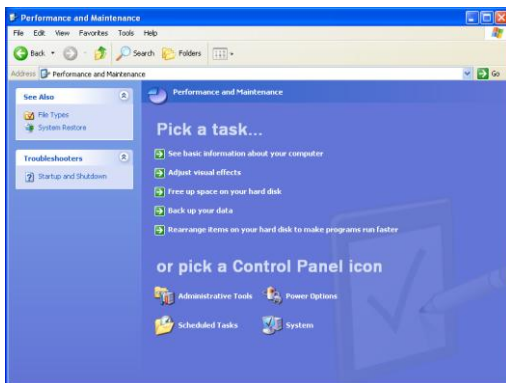 Performance and Maintenance
File Edit View Favorites Tools Help
Back Search Folders
Address Performance and Maintenance Go
See Also
File Types
System Restore
Troubleshooters
Startup and Shutdown
Performance and Maintenance
Pick a task...
See basic information about your computer
Adjust visual effects
Free up space on your hard disk
Back up your data
Rearrange items on your hard disk to make programs run faster
or pick a Control Panel icon
Administrative Tools Power Options
Scheduled Tasks System